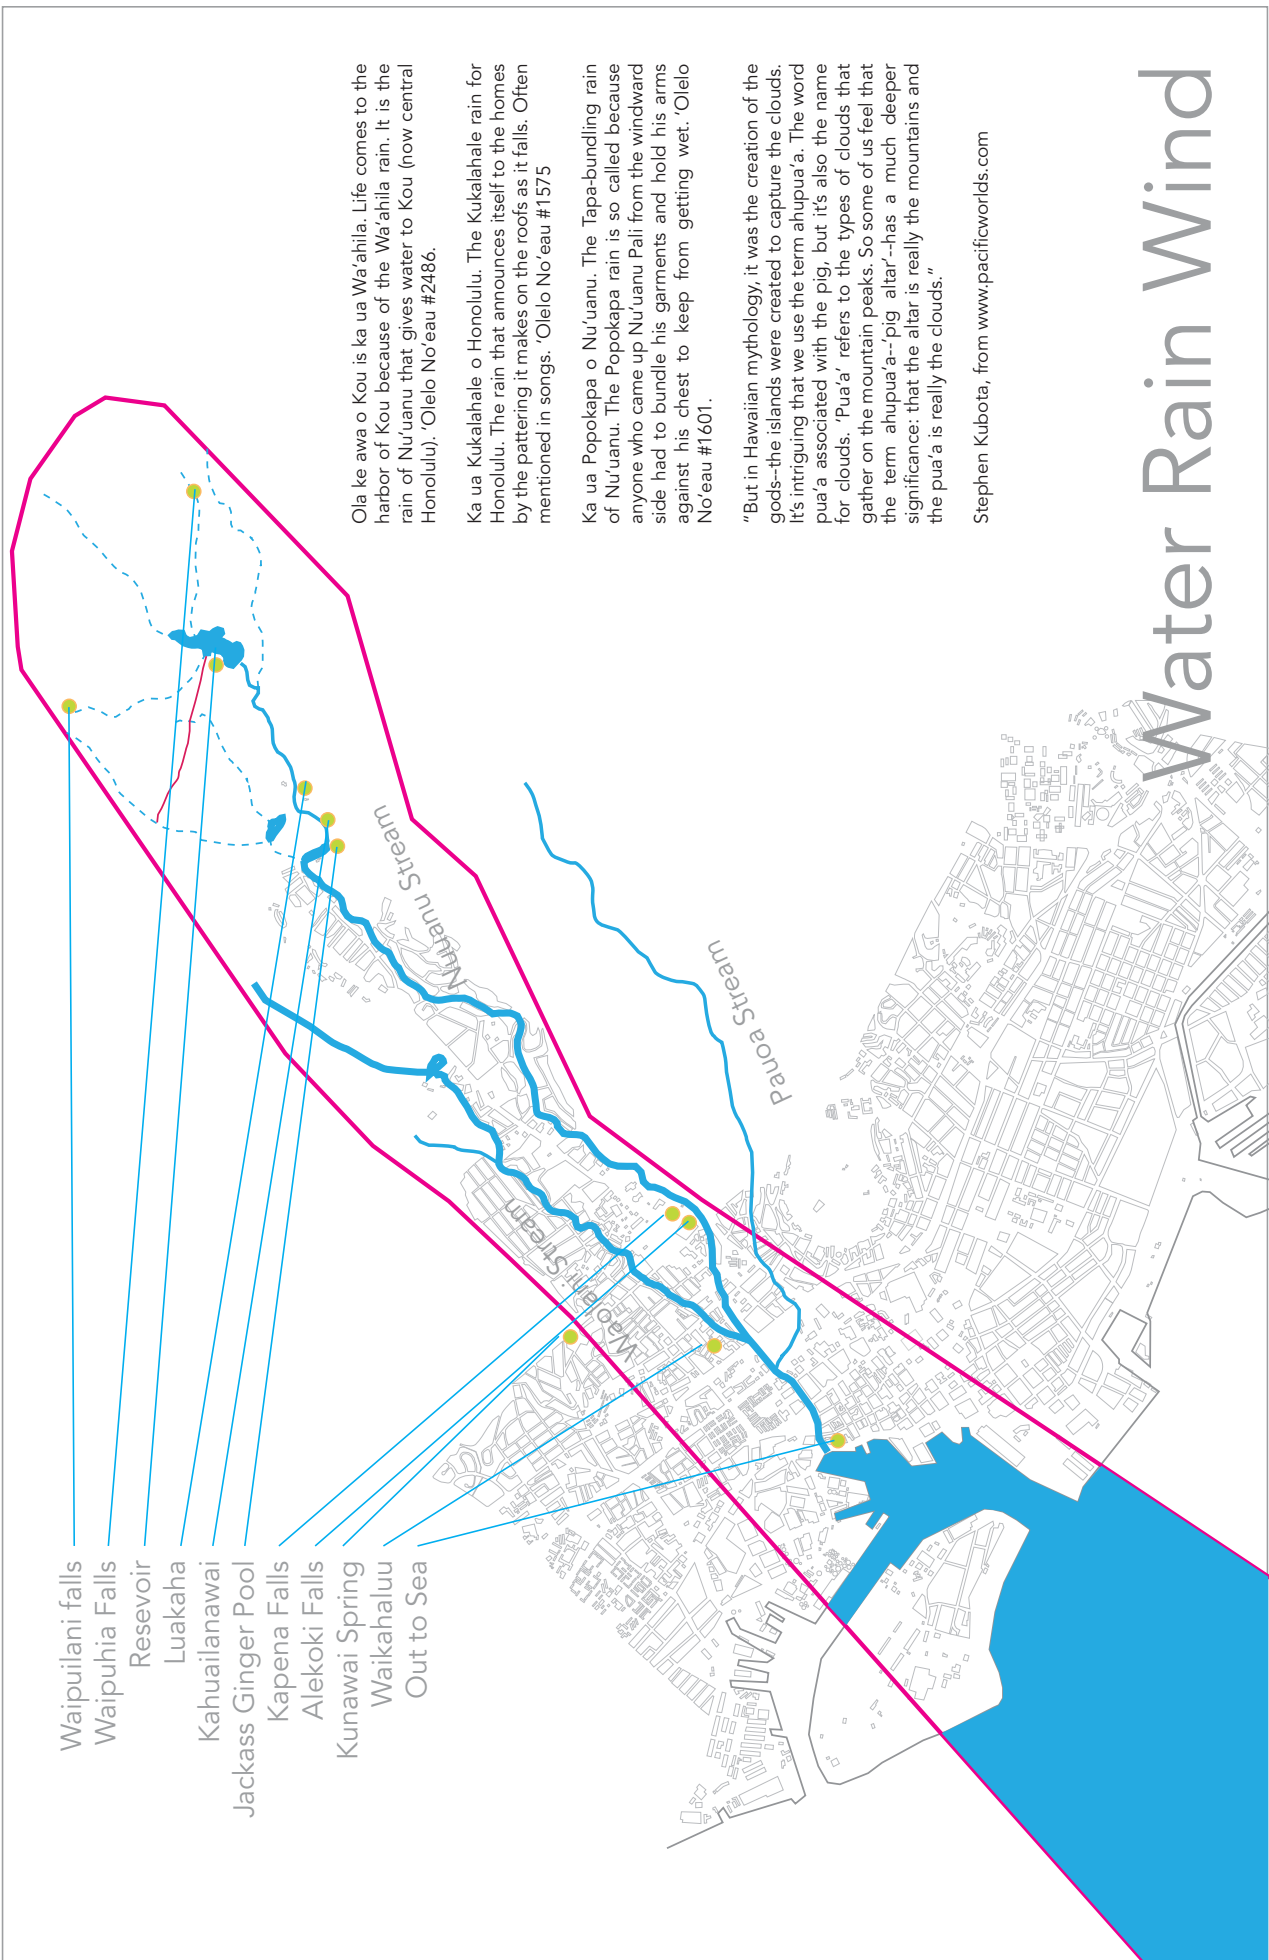 Waipuilani falls
Waipuhia Falls
Resevoir
Luakaha
Kahuailanawai
Jackass Ginger Pool
Kapena Falls
Alekoki Falls
Kunawai Spring
Waikahaluu
Out to Sea
Nuuanu Stream
Waolani Stream
Pauoa Stream
Ola ke awa o Kou is ka ua Wa'ahila. Life comes to the
harbor of Kou because of the Wa'ahila rain. It is the
rain of Nu'uanu that gives water to Kou (now central
Honolulu). 'Olelo No'eau #2486.
Ka ua Kukalahale o Honolulu. The Kukalahale rain for
Honolulu. The rain that announces itself to the homes
by the pattering it makes on the roofs as it falls. Often
mentioned in songs. 'Olelo No'eau #1575
Ka ua Popokapa o Nu'uanu. The Tapa-bundling rain
of Nu'uanu. The Popokapa rain is so called because
anyone who came up Nu'uanu Pali from the windward
side had to bundle his garments and hold his arms
against his chest to keep from getting wet. 'Olelo
No'eau #1601.
"But in Hawaiian mythology, it was the creation of the
gods--the islands were created to capture the clouds.
It's intriguing that we use the term ahupua'a. The word
pua'a associated with the pig, but it's also the name
for clouds. 'Pua'a' refers to the types of clouds that
gather on the mountain peaks. So some of us feel that
the term ahupua'a--'pig altar'--has a much deeper
significance: that the altar is really the mountains and
the pua'a is really the clouds."
Stephen Kubota, from www.pacificworlds.com
Water Rain Wind